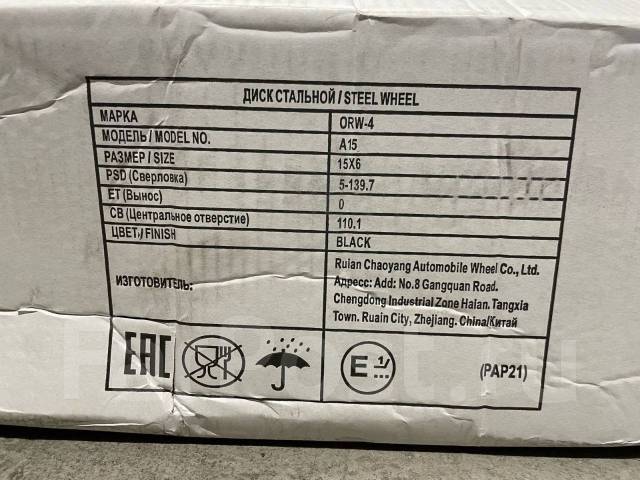 ДИСК СТАЛЬНОЙ / STEEL WHEEL
МАРКА ORW-4
МОДЕЛЬ / MODEL NO. A15
РАЗМЕР / SIZE 15X6
PSD (Сверловка) 5-139.7
ET (Вынос) 0
CB (Центральное отверстие) 110.1
ЦВЕТ / FINISH BLACK
ИЗГОТОВИТЕЛЬ:
Ruian Chaoyang Automobile Wheel Co., Ltd.
Адресс: Add: No.8 Gangquan Road.
Chengdong Industrial Zone Haian. Tangxia
Town. Ruain City, Zhejiang. China/Китай
EAC
E 1/
(PAP21)